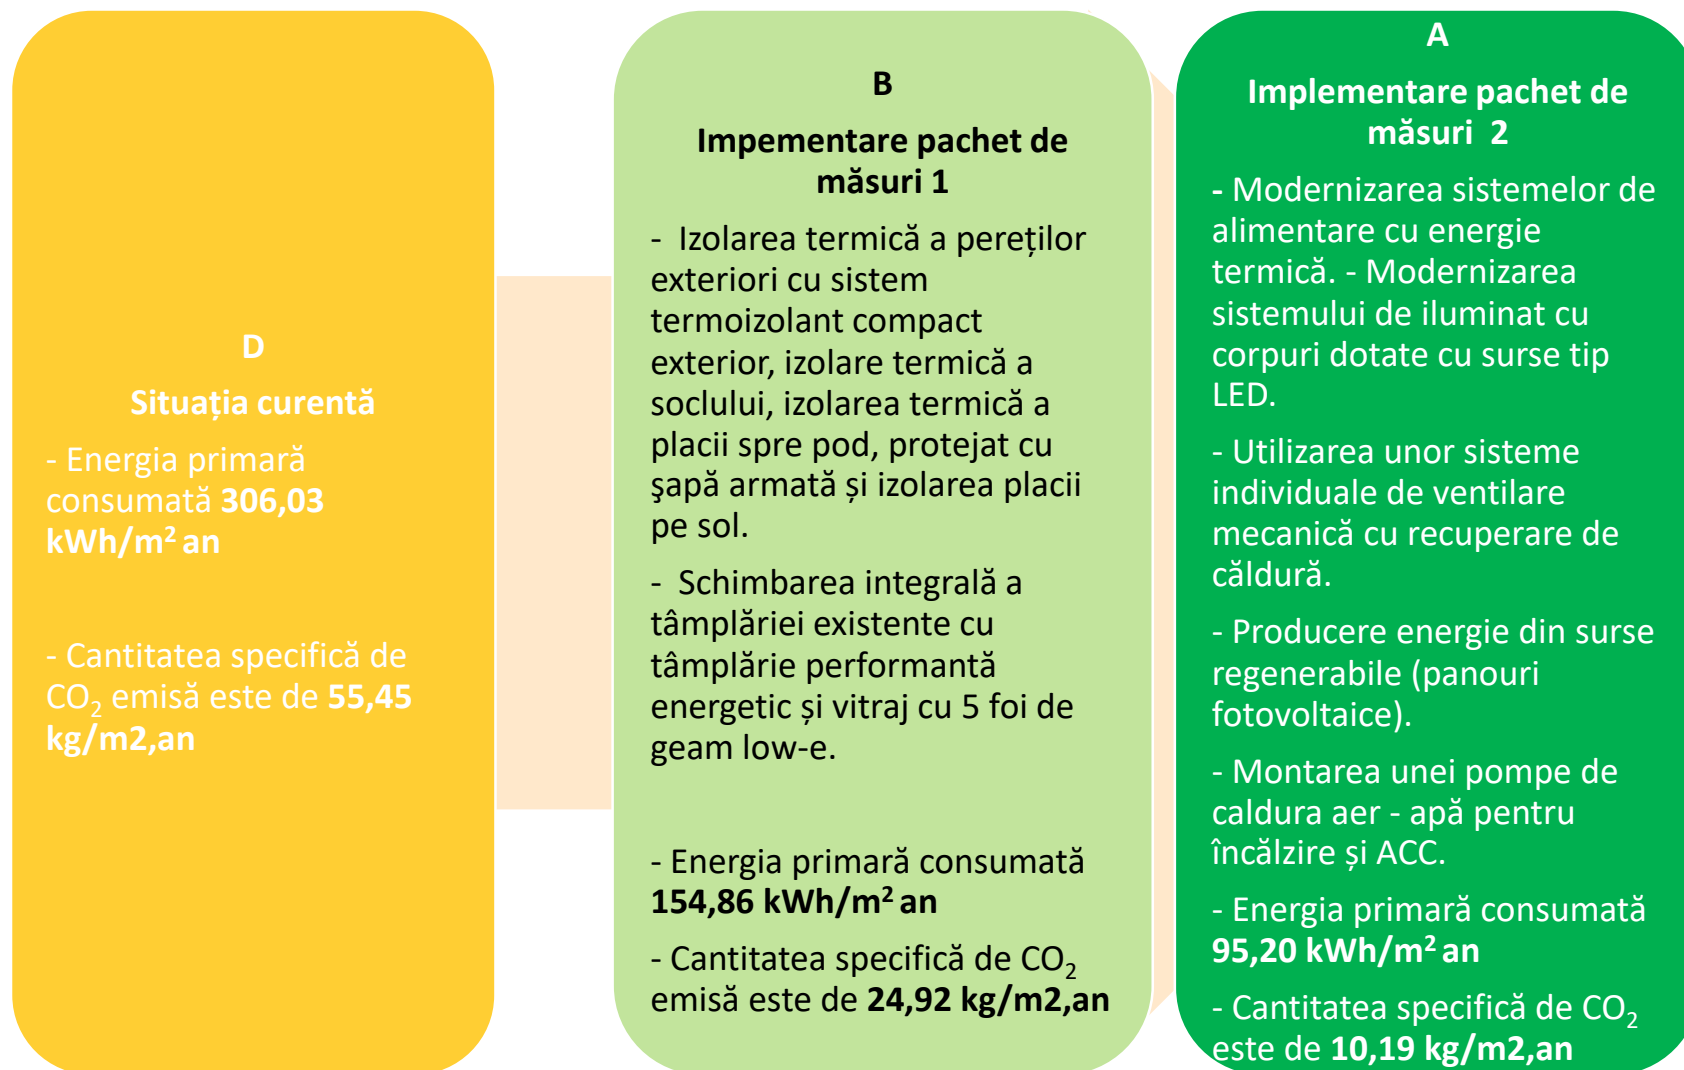 D
Situația curentă
- Energia primară
consumată 306,03
kWh/m² an
- Cantitatea specifică de
CO₂ emisă este de 55,45
kg/m2,an
B
Impementare pachet de
măsuri 1
- Izolarea termică a pereților
exteriori cu sistem
termoizolant compact
exterior, izolare termică a
soclului, izolarea termică a
placii spre pod, protejat cu
şapă armată și izolarea placii
pe sol.
- Schimbarea integrală a
tâmplăriei existente cu
tâmplărie performantă
energetic și vitraj cu 5 foi de
geam low-e.
- Energia primară consumată
154,86 kWh/m² an
- Cantitatea specifică de CO₂
emisă este de 24,92 kg/m2,an
A
Implementare pachet de
măsuri  2
- Modernizarea sistemelor de
alimentare cu energie
termică. - Modernizarea
sistemului de iluminat cu
corpuri dotate cu surse tip
LED.
- Utilizarea unor sisteme
individuale de ventilare
mecanică cu recuperare de
căldură.
- Producere energie din surse
regenerabile (panouri
fotovoltaice).
- Montarea unei pompe de
caldura aer - apă pentru
încălzire și ACC.
- Energia primară consumată
95,20 kWh/m² an
- Cantitatea specifică de CO₂
este de 10,19 kg/m2,an